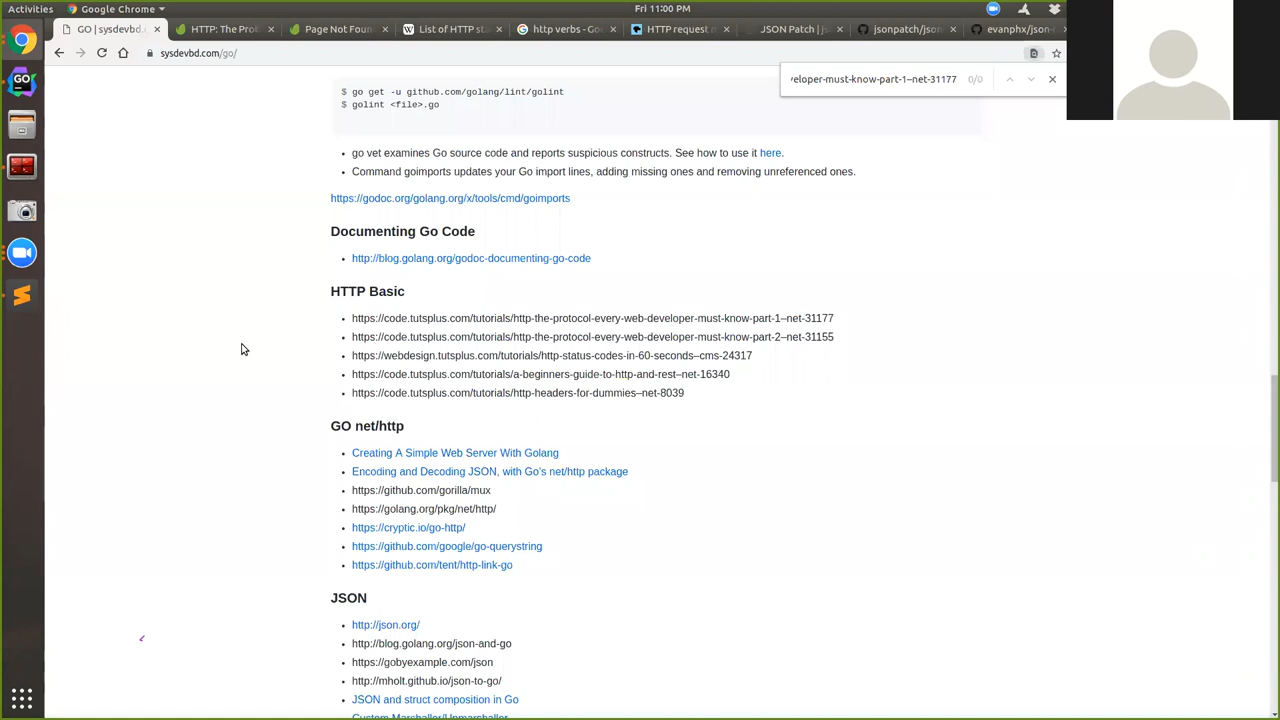 Activities
Google Chrome
Fri 11:00 PM
GO | sysdevbd.
HTTP: The Prot
Page Not Foun
List of HTTP sta
http verbs - Goo
HTTP request m
JSON Patch | js
jsonpatch/json
evanphx/json-
sysdevbd.com/go/
eloper-must-know-part-1–net-31177
0/0
$ go get -u github.com/golang/lint/golint
$ golint <file>.go
• go vet examines Go source code and reports suspicious constructs. See how to use it here.
• Command goimports updates your Go import lines, adding missing ones and removing unreferenced ones.
https://godoc.org/golang.org/x/tools/cmd/goimports
Documenting Go Code
• http://blog.golang.org/godoc-documenting-go-code
HTTP Basic
• https://code.tutsplus.com/tutorials/http-the-protocol-every-web-developer-must-know-part-1–net-31177
• https://code.tutsplus.com/tutorials/http-the-protocol-every-web-developer-must-know-part-2–net-31155
• https://webdesign.tutsplus.com/tutorials/http-status-codes-in-60-seconds–cms-24317
• https://code.tutsplus.com/tutorials/a-beginners-guide-to-http-and-rest–net-16340
• https://code.tutsplus.com/tutorials/http-headers-for-dummies–net-8039
GO net/http
• Creating A Simple Web Server With Golang
• Encoding and Decoding JSON, with Go's net/http package
• https://github.com/gorilla/mux
• https://golang.org/pkg/net/http/
• https://cryptic.io/go-http/
• https://github.com/google/go-querystring
• https://github.com/tent/http-link-go
JSON
• http://json.org/
• http://blog.golang.org/json-and-go
• https://gobyexample.com/json
• http://mholt.github.io/json-to-go/
• JSON and struct composition in Go
Custom Marshaller/Unmarshaller